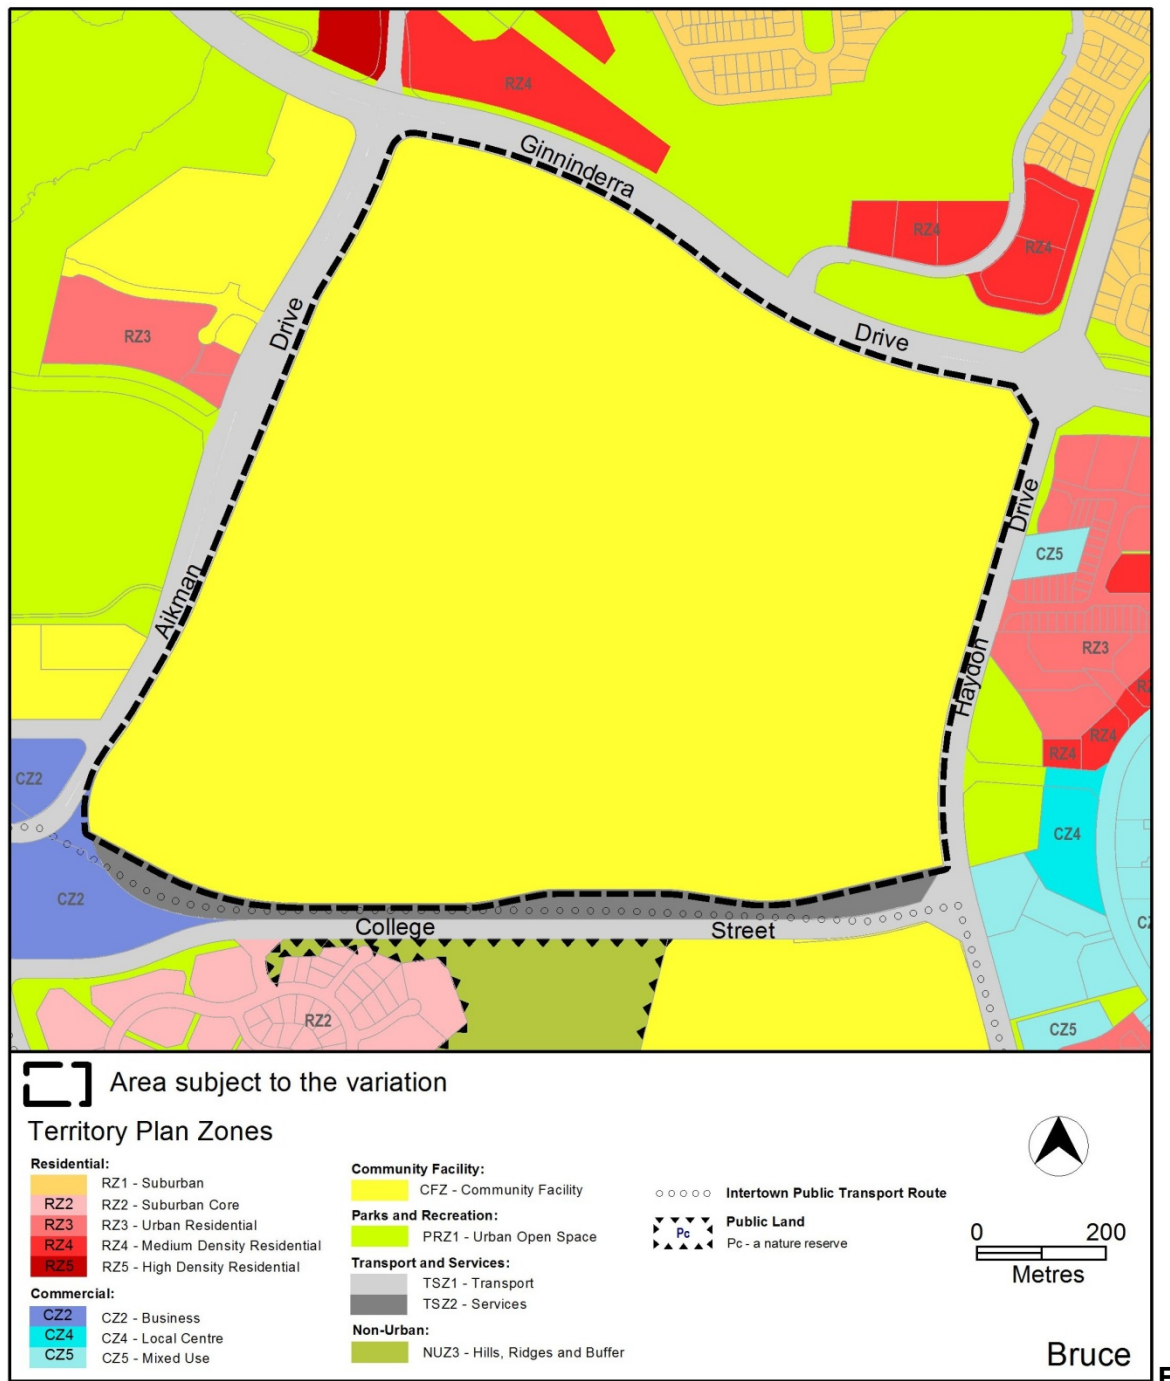 RZ4
Ginninderra
RZ4
RZ4
Drive
Drive
RZ3
Drive
CZ5
Aikman
RZ3
Haydon
RZ4
RZ4
CZ2
CZ4
CZ2
College
Street
RZ2
CZ5
Area subject to the variation
Territory Plan Zones
Residential:
RZ1 - Suburban
RZ2 RZ2 - Suburban Core
RZ3 RZ3 - Urban Residential
RZ4 RZ4 - Medium Density Residential
RZ5 RZ5 - High Density Residential
Commercial:
CZ2 CZ2 - Business
CZ4 CZ4 - Local Centre
CZ5 CZ5 - Mixed Use
Community Facility:
CFZ - Community Facility
Parks and Recreation:
PRZ1 - Urban Open Space
Transport and Services:
TSZ1 - Transport
TSZ2 - Services
Non-Urban:
NUZ3 - Hills, Ridges and Buffer
Intertown Public Transport Route
Public Land
Pc Pc - a nature reserve
0 200
Metres
Bruce